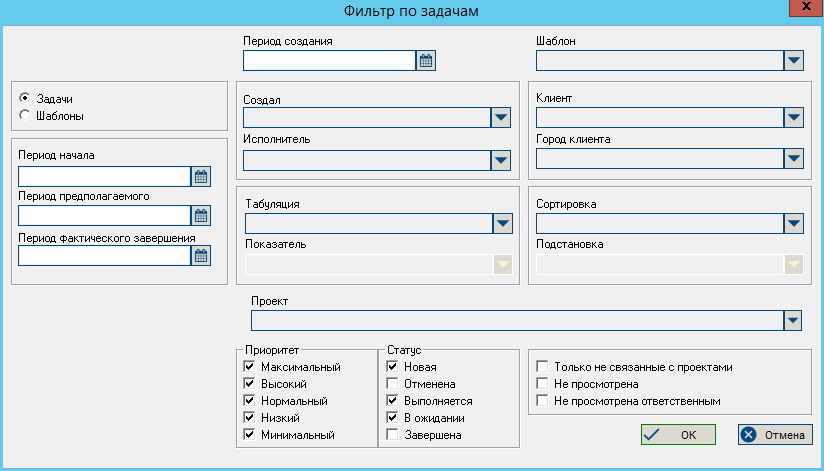 Фильтр по задачам
Период создания
Шаблон
Задачи
Шаблоны
Создал
Исполнитель
Клиент
Город клиента
Период начала
Период предполагаемого
Период фактического завершения
Табуляция
Показатель
Сортировка
Подстановка
Проект
Приоритет
Максимальный
Высокий
Нормальный
Низкий
Минимальный
Статус
Новая
Отменена
Выполняется
В ожидании
Завершена
Только не связанные с проектами
Не просмотрена
Не просмотрена ответственным
ОК
Отмена